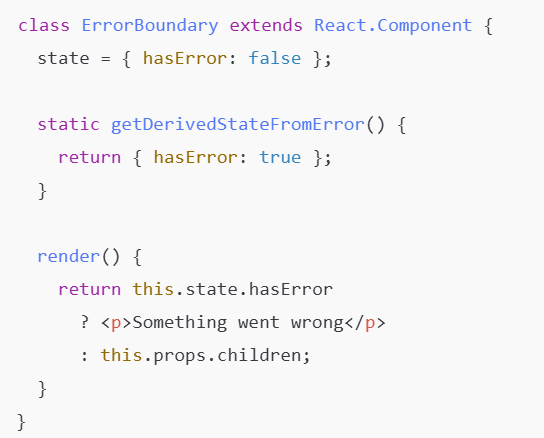 class ErrorBoundary extends React.Component {
  state = { hasError: false };

  static getDerivedStateFromError() {
    return { hasError: true };
  }

  render() {
    return this.state.hasError
      ? <p>Something went wrong</p>
      : this.props.children;
  }
}